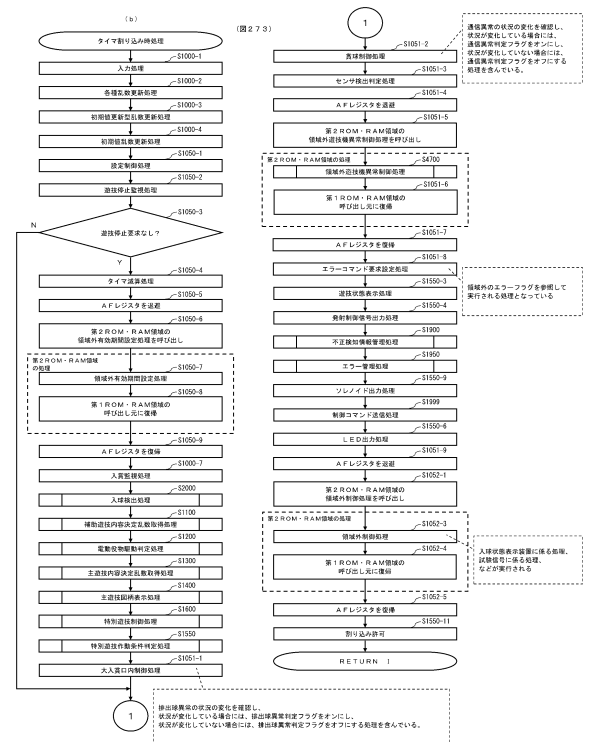 (図２７３)
(ｂ)
タイマ割り込み時処理
S1000-1
入力処理
S1000-2
各種乱数更新処理
S1000-3
初期値更新型乱数更新処理
S1000-4
初期値乱数更新処理
S1050-1
設定制御処理
S1050-2
遊技停止監視処理
S1050-3
遊技停止要求なし？
N
Y
S1050-4
タイマ減算処理
S1050-5
ＡＦレジスタを退避
S1050-6
第２ＲＯＭ・ＲＡＭ領域の
領域外有効期間設定処理を呼び出し
第２ＲＯＭ・ＲＡＭ領域
の処理
S1050-7
領域外有効期間設定処理
S1050-8
第１ＲＯＭ・ＲＡＭ領域の
呼び出し元に復帰
S1050-9
ＡＦレジスタを復帰
S1000-7
入賞監視処理
S2000
入球検出処理
S1100
補助遊技内容決定乱数取得処理
S1200
電動役物駆動判定処理
S1300
主遊技内容決定乱数取得処理
S1400
主遊技図柄表示処理
S1600
特別遊技制御処理
S1550
特別遊技作動条件判定処理
S1051-1
大入賞口内制御処理
1
排出球異常の状況の変化を確認し、
状況が変化している場合には、排出球異常判定フラグをオンにし、
状況が変化していない場合には、排出球異常判定フラグをオフにする処理を含んでいる。
1
S1051-2
賞球制御処理
通信異常の状況の変化を確認し、
状況が変化している場合には、
通信異常判定フラグをオンにし、
状況が変化していない場合には、
通信異常判定フラグをオフにする
処理を含んでいる。
S1051-3
センサ検出判定処理
S1051-4
ＡＦレジスタを退避
S1051-5
第２ＲＯＭ・ＲＡＭ領域の
領域外遊技機異常制御処理を呼び出し
第２ＲＯＭ・ＲＡＭ領域の処理
S4700
領域外遊技機異常制御処理
S1051-6
第１ＲＯＭ・ＲＡＭ領域の
呼び出し元に復帰
S1051-7
ＡＦレジスタを復帰
S1051-8
エラーコマンド要求設定処理
領域外のエラーフラグを参照して
実行される処理となっている
S1550-3
遊技状態表示処理
S1550-4
発射制御信号出力処理
S1900
不正検知情報管理処理
S1950
エラー管理処理
S1550-9
ソレノイド出力処理
S1999
制御コマンド送信処理
S1550-6
ＬＥＤ出力処理
S1051-9
ＡＦレジスタを退避
S1052-1
第２ＲＯＭ・ＲＡＭ領域の
領域外制御処理を呼び出し
第２ＲＯＭ・ＲＡＭ領域の処理
S1052-3
領域外制御処理
S1052-4
第１ＲＯＭ・ＲＡＭ領域の
呼び出し元に復帰
入球状態表示装置に係る処理、
試験信号に係る処理、
などが実行される
S1052-5
ＡＦレジスタを復帰
S1550-11
割り込み許可
ＲＥＴＵＲＮ Ｉ